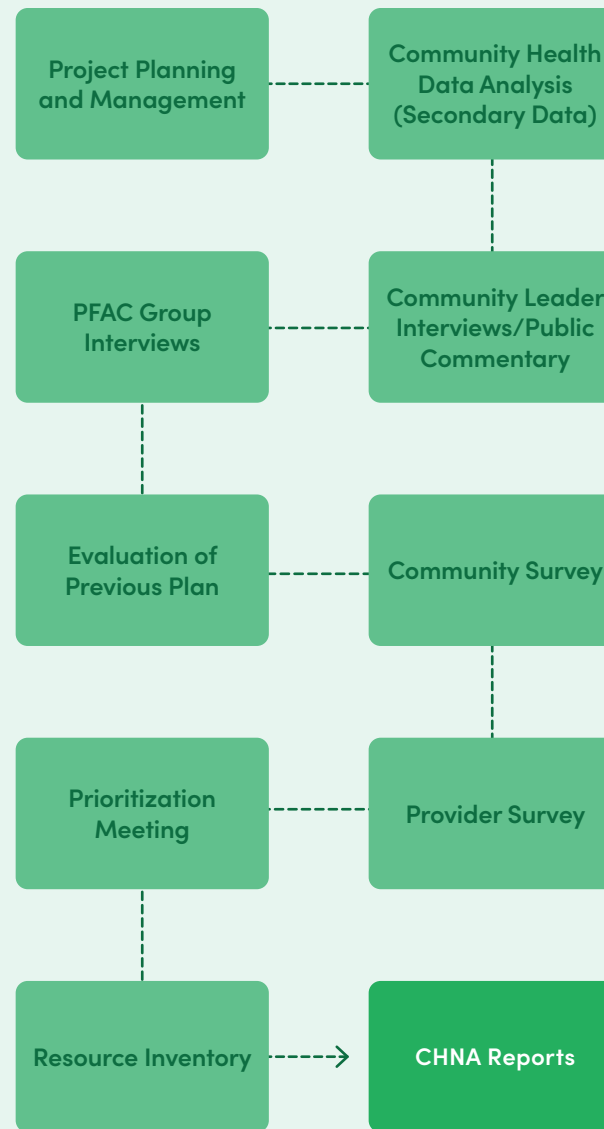 Project Planning
and Management
Community Health
Data Analysis
(Secondary Data)
PFAC Group
Interviews
Community Leader
Interviews/Public
Commentary
Evaluation of
Previous Plan
Community Survey
Prioritization
Meeting
Provider Survey
Resource Inventory
CHNA Reports